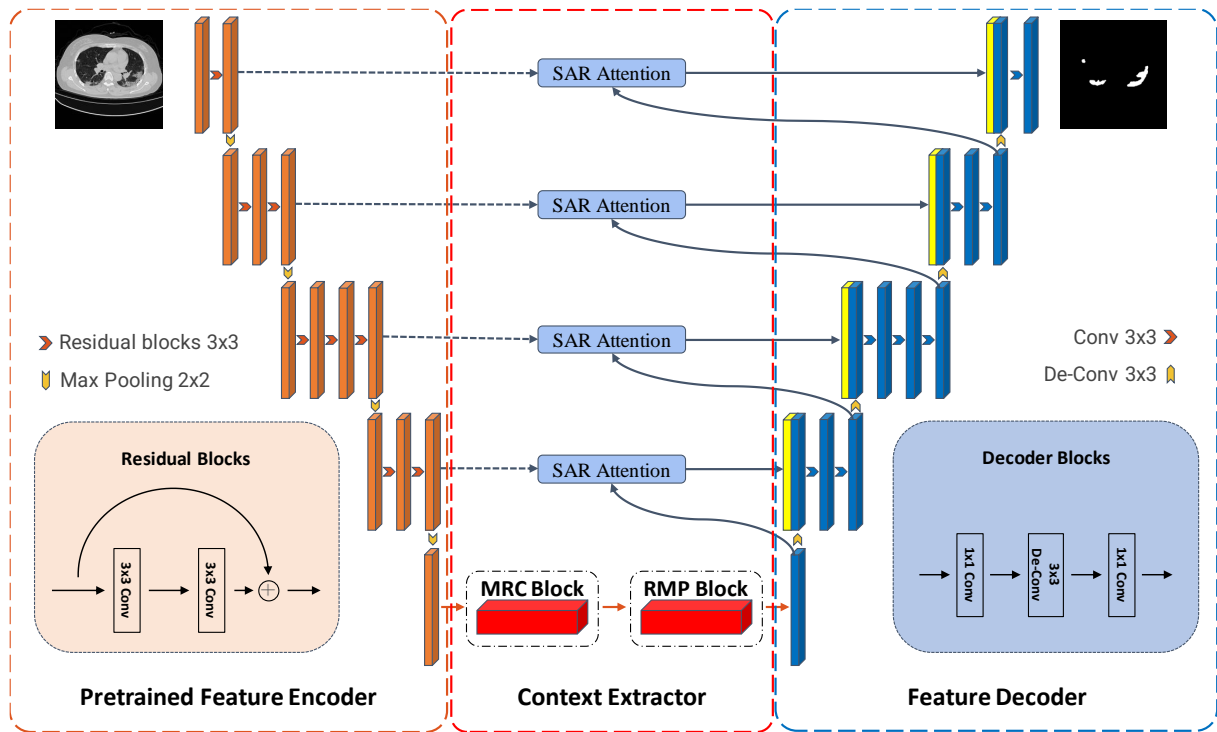 SAR Attention
SAR Attention
SAR Attention
SAR Attention
Residual blocks 3x3
Max Pooling 2x2
Conv 3x3
De-Conv 3x3
Residual Blocks
3x3 Conv
3x3 Conv
MRC Block
RMP Block
Decoder Blocks
1x1 Conv
3x3
De-Conv
1x1 Conv
Pretrained Feature Encoder
Context Extractor
Feature Decoder